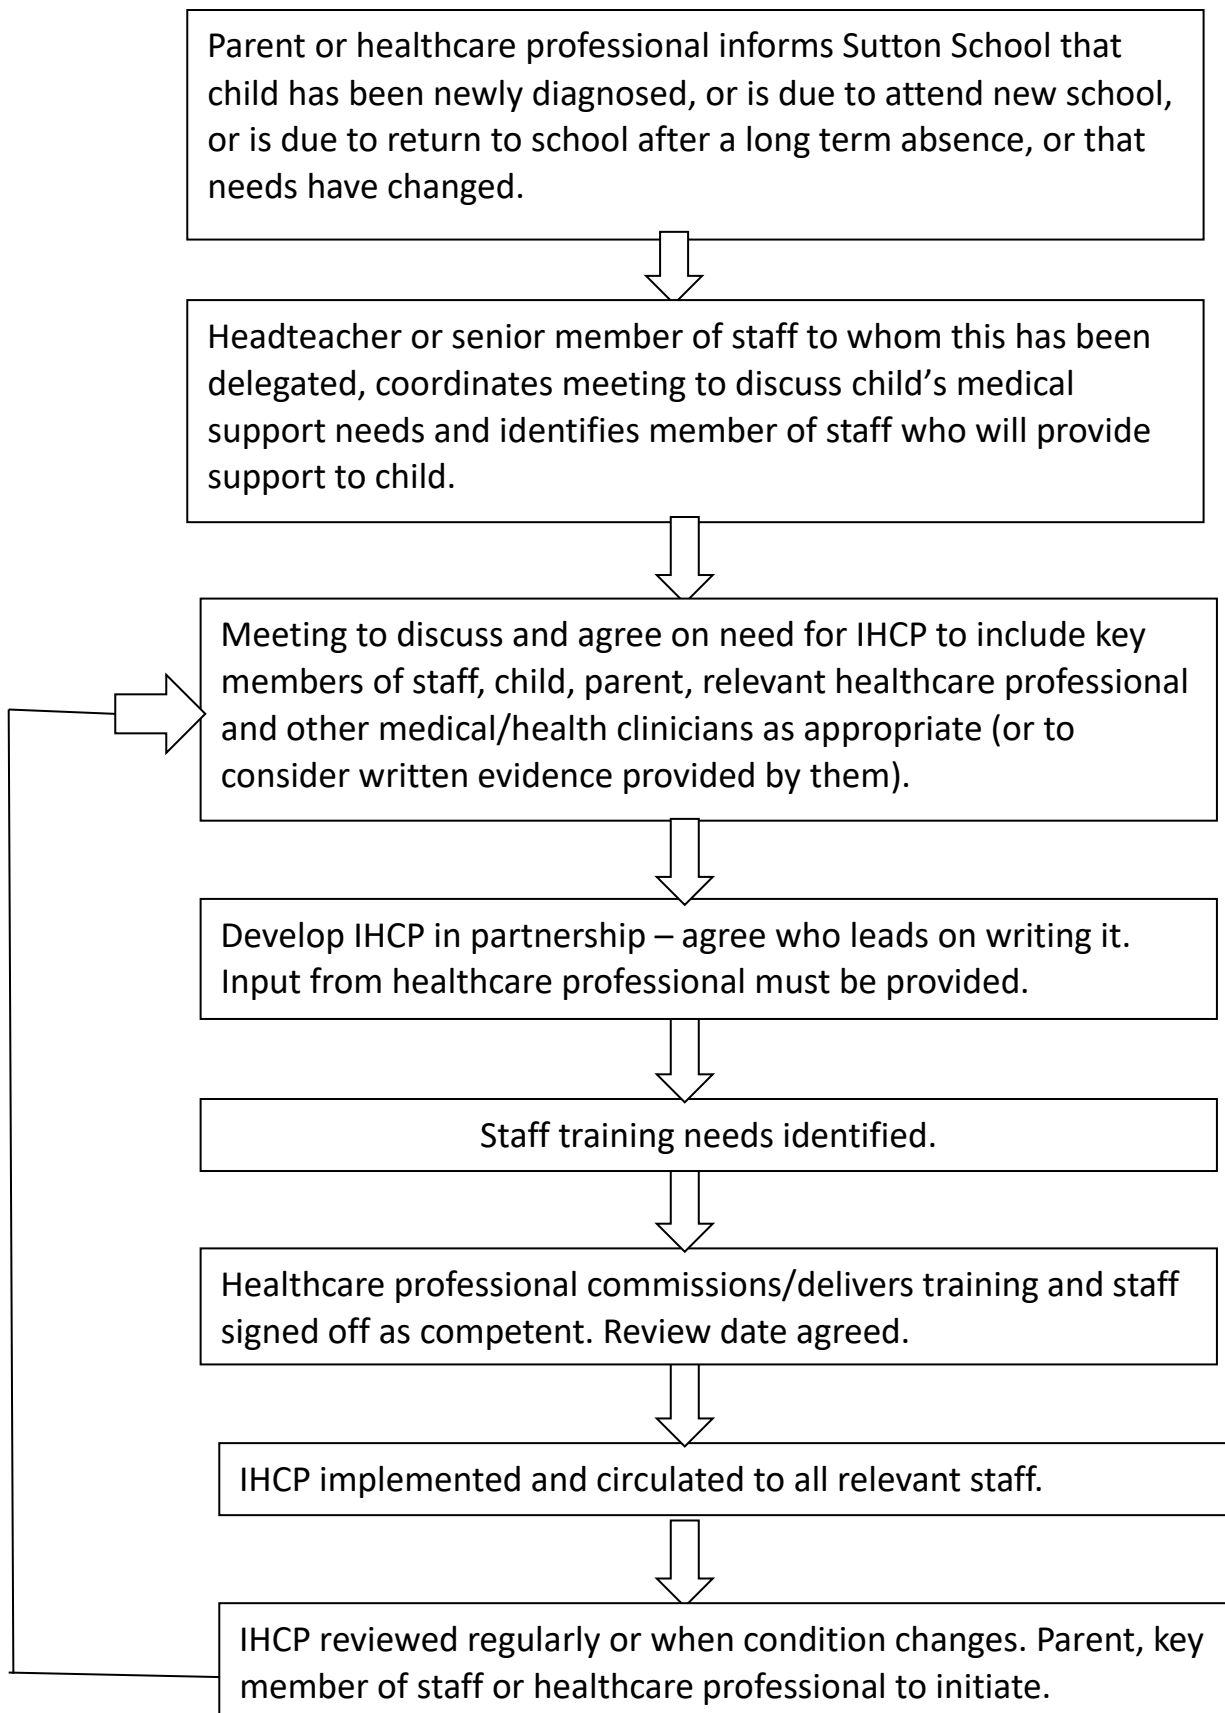 Parent or healthcare professional informs Sutton School that
child has been newly diagnosed, or is due to attend new school,
or is due to return to school after a long term absence, or that
needs have changed.
Headteacher or senior member of staff to whom this has been
delegated, coordinates meeting to discuss child’s medical
support needs and identifies member of staff who will provide
support to child.
Meeting to discuss and agree on need for IHCP to include key
members of staff, child, parent, relevant healthcare professional
and other medical/health clinicians as appropriate (or to
consider written evidence provided by them).
Develop IHCP in partnership – agree who leads on writing it.
Input from healthcare professional must be provided.
Staff training needs identified.
Healthcare professional commissions/delivers training and staff
signed off as competent. Review date agreed.
IHCP implemented and circulated to all relevant staff.
IHCP reviewed regularly or when condition changes. Parent, key
member of staff or healthcare professional to initiate.